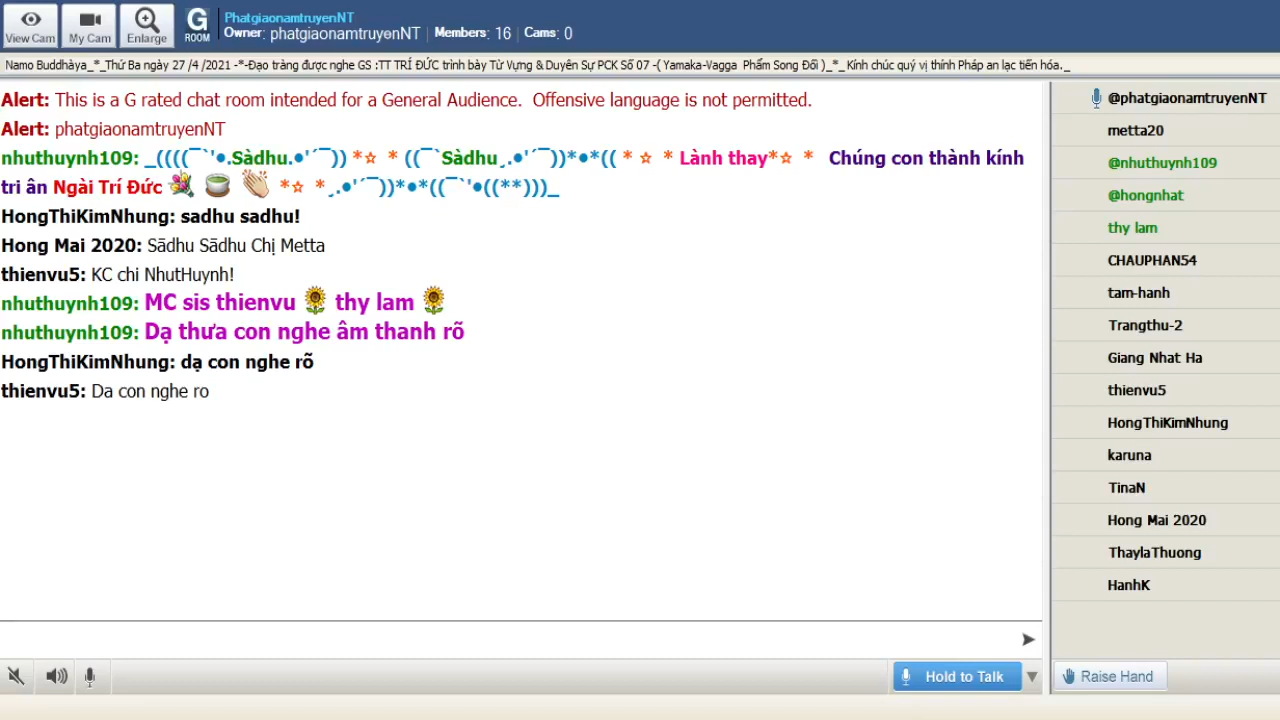 View Cam
My Cam
Enlarge
G
ROOM
PhatgiaonamtruyenNT
Owner: phatgiaonamtruyenNT | Members: 16 | Cams: 0
Namo Buddhàya_*_Thứ Ba ngày 27 /4 /2021 -*-Đạo tràng được nghe GS :TT TRÍ ĐỨC trình bày Từ Vựng & Duyên Sự PCK Số 07 -( Yamaka-Vagga Phẩm Song Đối )_*_ Kính chúc quý vị thính Pháp an lạc tiến hóa._
Alert: This is a G rated chat room intended for a General Audience. Offensive language is not permitted.
Alert: phatgiaonamtruyenNT
nhuthuynh109: _((((¯`'•.Sàdhu.•'´¯)) *☆ * ((¯`Sàdhu¸.•'´¯))*•*(( * ☆ * Lành thay*☆ * Chúng con thành kính
tri ân Ngài Trí Đức 💐 🍵 👏 *☆ *¸.•'´¯))*•*((¯`'•((**)))_
HongThiKimNhung: sadhu sadhu!
Hong Mai 2020: Sādhu Sādhu Chị Metta
thienvu5: KC chi NhutHuynh!
nhuthuynh109: MC sis thienvu 🌻 thy lam 🌻
nhuthuynh109: Dạ thưa con nghe âm thanh rõ
HongThiKimNhung: dạ con nghe rõ
thienvu5: Da con nghe ro
@phatgiaonamtruyenNT
metta20
@nhuthuynh109
@hongnhat
thy lam
CHAUPHAN54
tam-hanh
Trangthu-2
Giang Nhat Ha
thienvu5
HongThiKimNhung
karuna
TinaN
Hong Mai 2020
ThaylaThuong
HanhK
Hold to Talk
Raise Hand